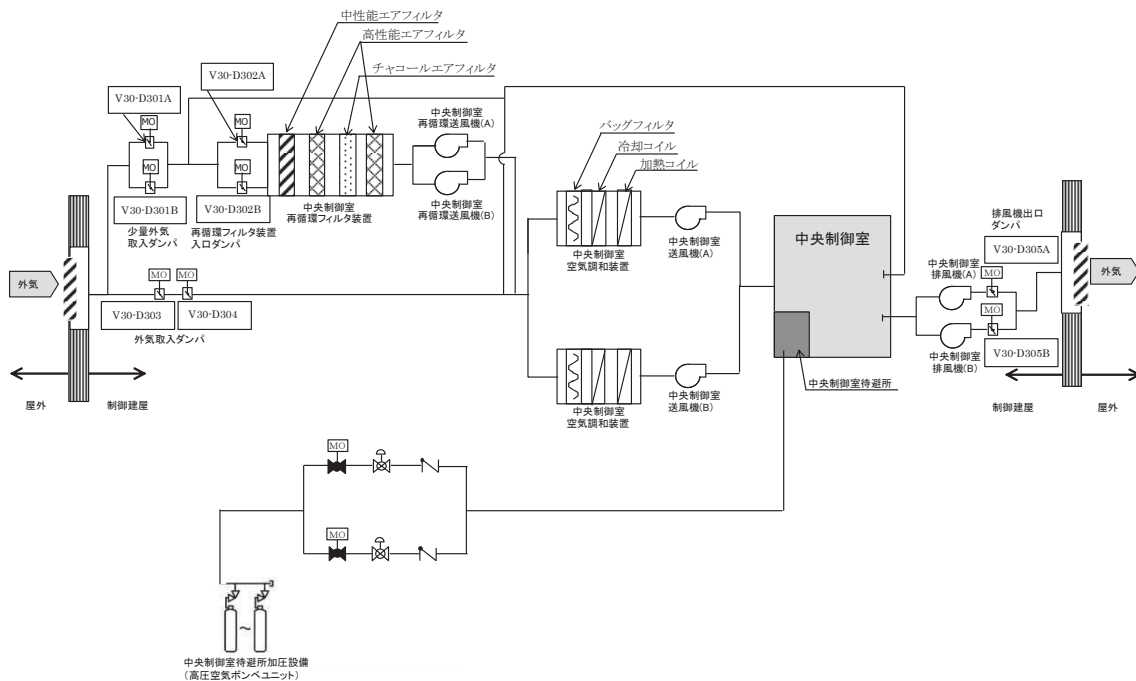 中性能エアフィルタ
高性能エアフィルタ
チャコールエアフィルタ
V30-D301A
V30-D302A
MO
MO
MO
MO
V30-D301B
V30-D302B
少量外気
取入ダンパ
再循環フィルタ装置
入口ダンパ
中央制御室
再循環フィルタ装置
中央制御室
再循環送風機(A)
中央制御室
再循環送風機(B)
バッグフィルタ
冷却コイル
加熱コイル
中央制御室
空気調和装置
中央制御室
送風機(A)
中央制御室
排風機出口
ダンパ
V30-D305A
中央制御室
排風機(A)
MO
MO
外気
V30-D305B
中央制御室
排風機(B)
外気
MO
MO
V30-D303
V30-D304
外気取入ダンパ
屋外
制御建屋
中央制御室
空気調和装置
中央制御室
送風機(B)
中央制御室待避所
制御建屋
屋外
MO
MO
~
中央制御室待避所加圧設備
(高圧空気ボンベユニット)